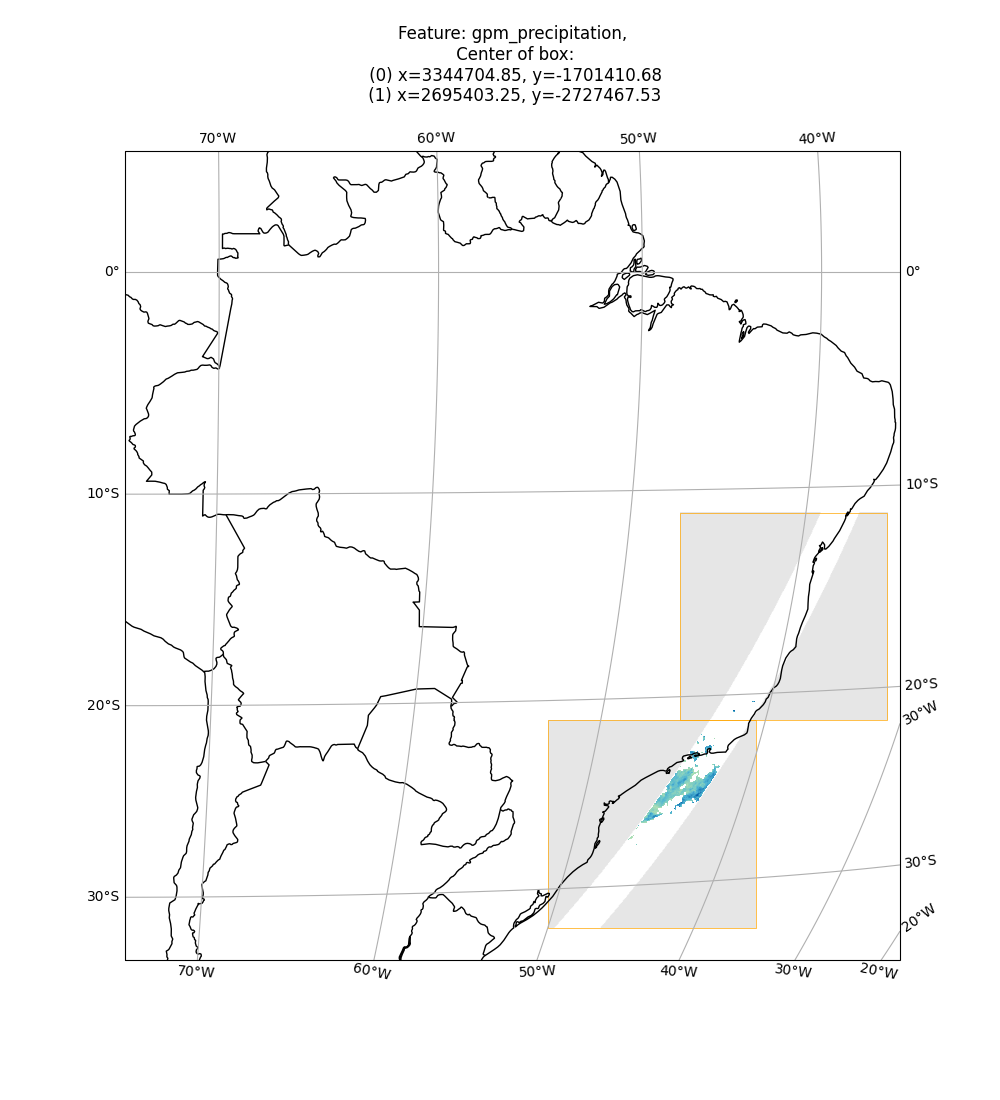 Feature: gpm_precipitation,
Center of box:
(0) x=3344704.85, y=-1701410.68
(1) x=2695403.25, y=-2727467.53
70°W 60°W 50°W 40°W
0° 0°
10°S 10°S
20°S 20°S
30°W
30°S 30°S
20°W
70°W 60°W 50°W 40°W 30°W 20°W